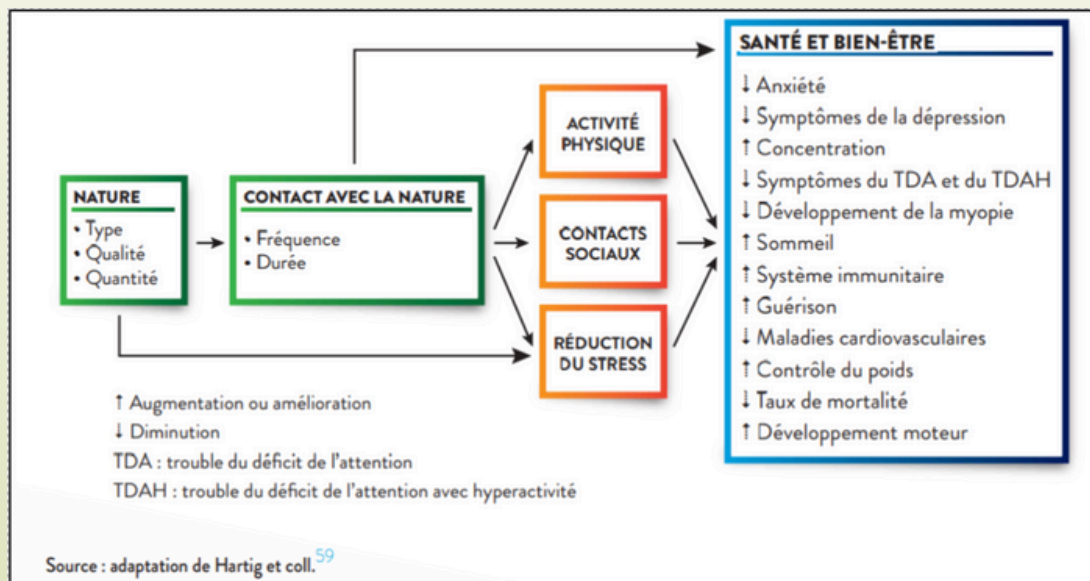 NATURE
• Type
• Qualité
• Quantité
CONTACT AVEC LA NATURE
• Fréquence
• Durée
ACTIVITÉ
PHYSIQUE
CONTACTS
SOCIAUX
RÉDUCTION
DU STRESS
SANTÉ ET BIEN-ÊTRE
↓ Anxiété
↓ Symptômes de la dépression
↑ Concentration
↓ Symptômes du TDA et du TDAH
↓ Développement de la myopie
↑ Sommeil
↑ Système immunitaire
↑ Guérison
↓ Maladies cardiovasculaires
↑ Contrôle du poids
↓ Taux de mortalité
↑ Développement moteur
↑ Augmentation ou amélioration
↓ Diminution
TDA : trouble du déficit de l'attention
TDAH : trouble du déficit de l'attention avec hyperactivité
Source : adaptation de Hartig et coll.59